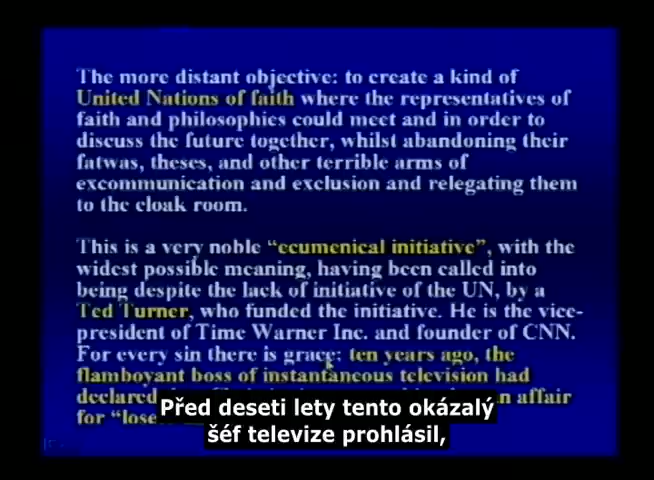 The more distant objective: to create a kind of
United Nations of faith where the representatives of
faith and philosophies could meet and in order to
discuss the future together, whilst abandoning their
fatwas, theses, and other terrible arms of
excommunication and exclusion and relegating them
to the cloak room.
This is a very noble “ecumenical initiative”, with the
widest possible meaning, having been called into
being despite the lack of initiative of the UN, by a
Ted Turner, who funded the initiative. He is the vice-
president of Time Warner Inc. and founder of CNN.
For every sin there is grace: ten years ago, the
flamboyant boss of instantaneous television had
declared an affair
for
Před deseti lety tento okázalý
šéf televize prohlásil,